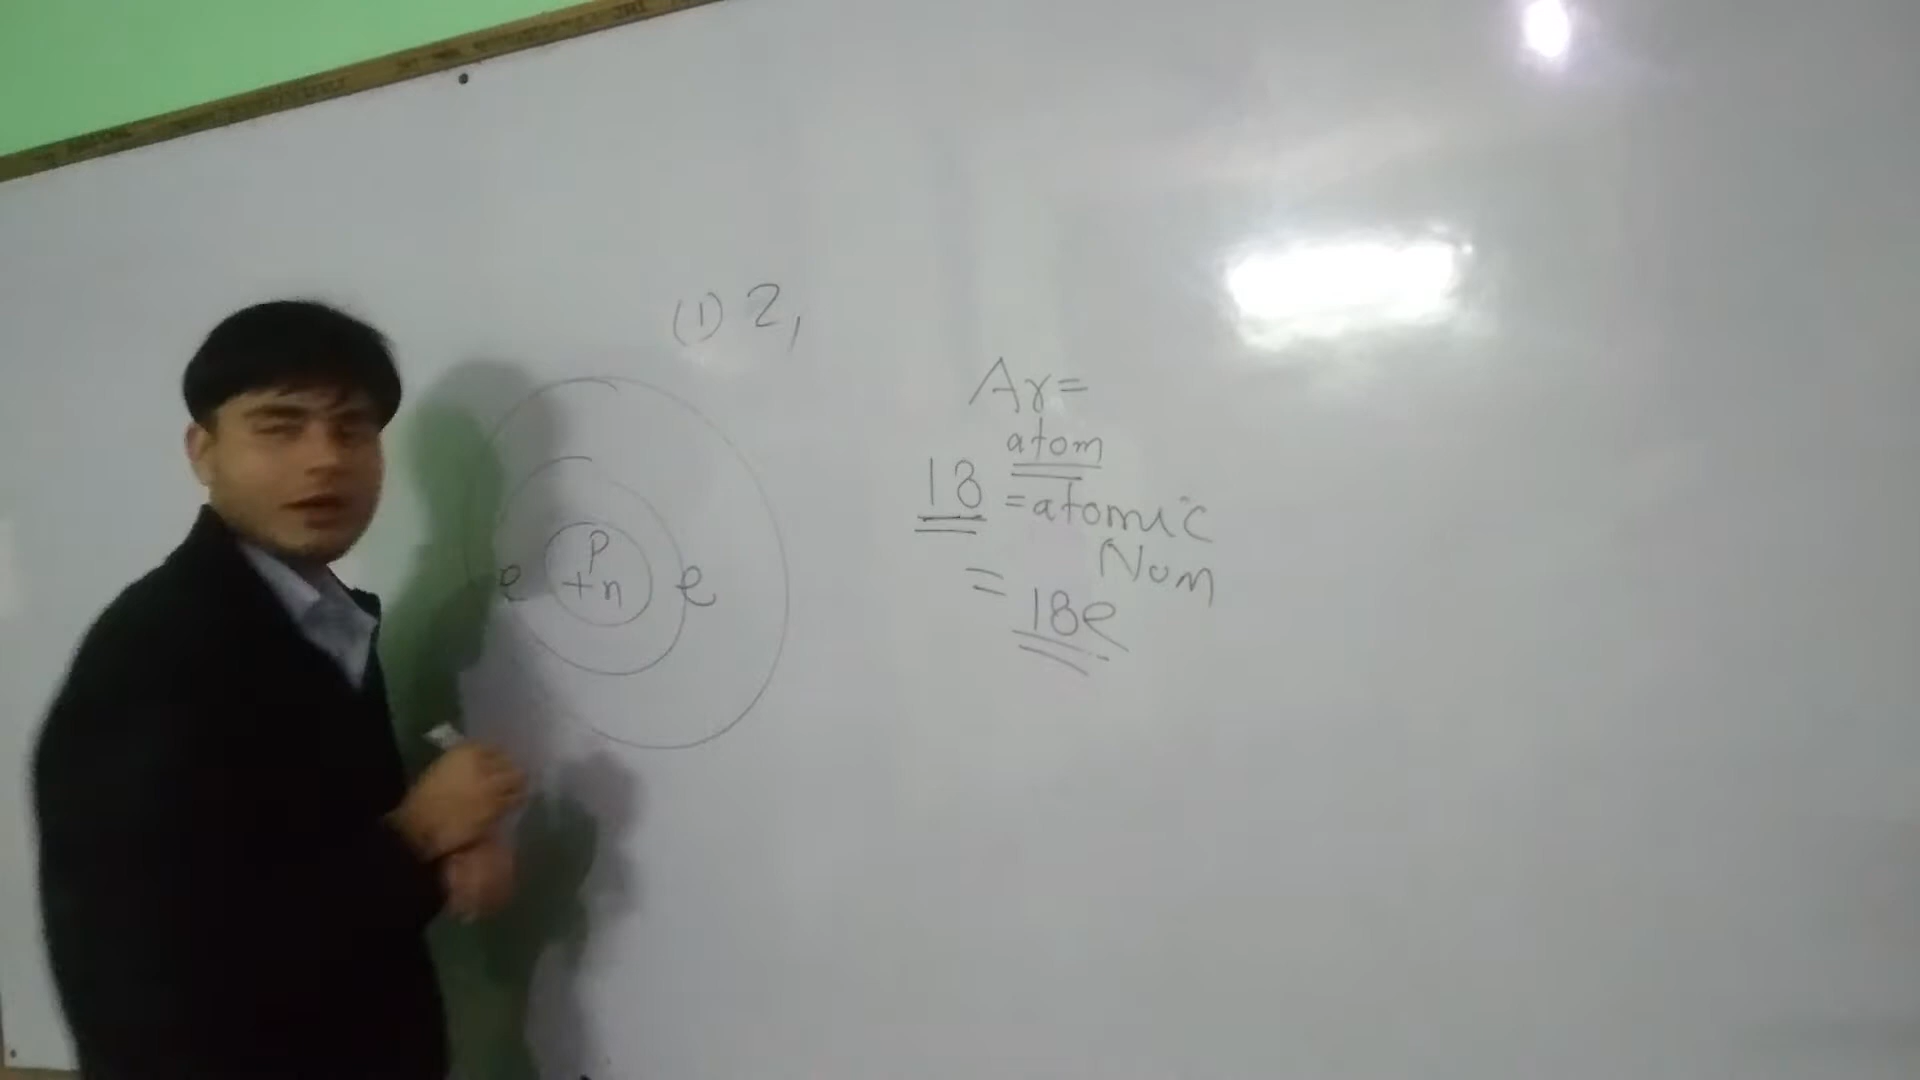 (1) 2,
Ar=
atom
18 = atomic
Num
= 18e
e
P
+n
e